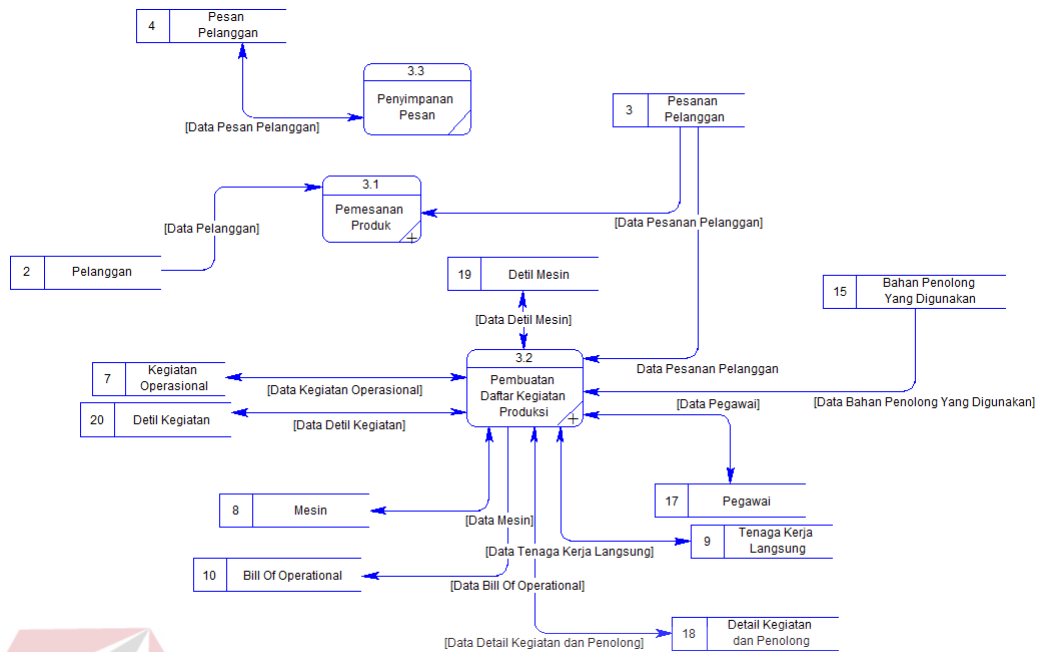 4
Pesan
Pelanggan
3.3
Penyimpanan
Pesan
[Data Pesan Pelanggan]
3
Pesanan
Pelanggan
3.1
Pemesanan
Produk
[Data Pelanggan]
[Data Pesanan Pelanggan]
2
Pelanggan
19
Detil Mesin
15
Bahan Penolong
Yang Digunakan
[Data Detil Mesin]
3.2
Pembuatan
Daftar Kegiatan
Produksi
Data Pesanan Pelanggan
7
Kegiatan
Operasional
[Data Kegiatan Operasional]
[Data Pegawai]
[Data Bahan Penolong Yang Digunakan]
20
Detil Kegiatan
[Data Detil Kegiatan]
17
Pegawai
8
Mesin
[Data Mesin]
9
Tenaga Kerja
Langsung
[Data Tenaga Kerja Langsung]
10
Bill Of Operational
[Data Bill Of Operational]
18
Detail Kegiatan
dan Penolong
[Data Detail Kegiatan dan Penolong]